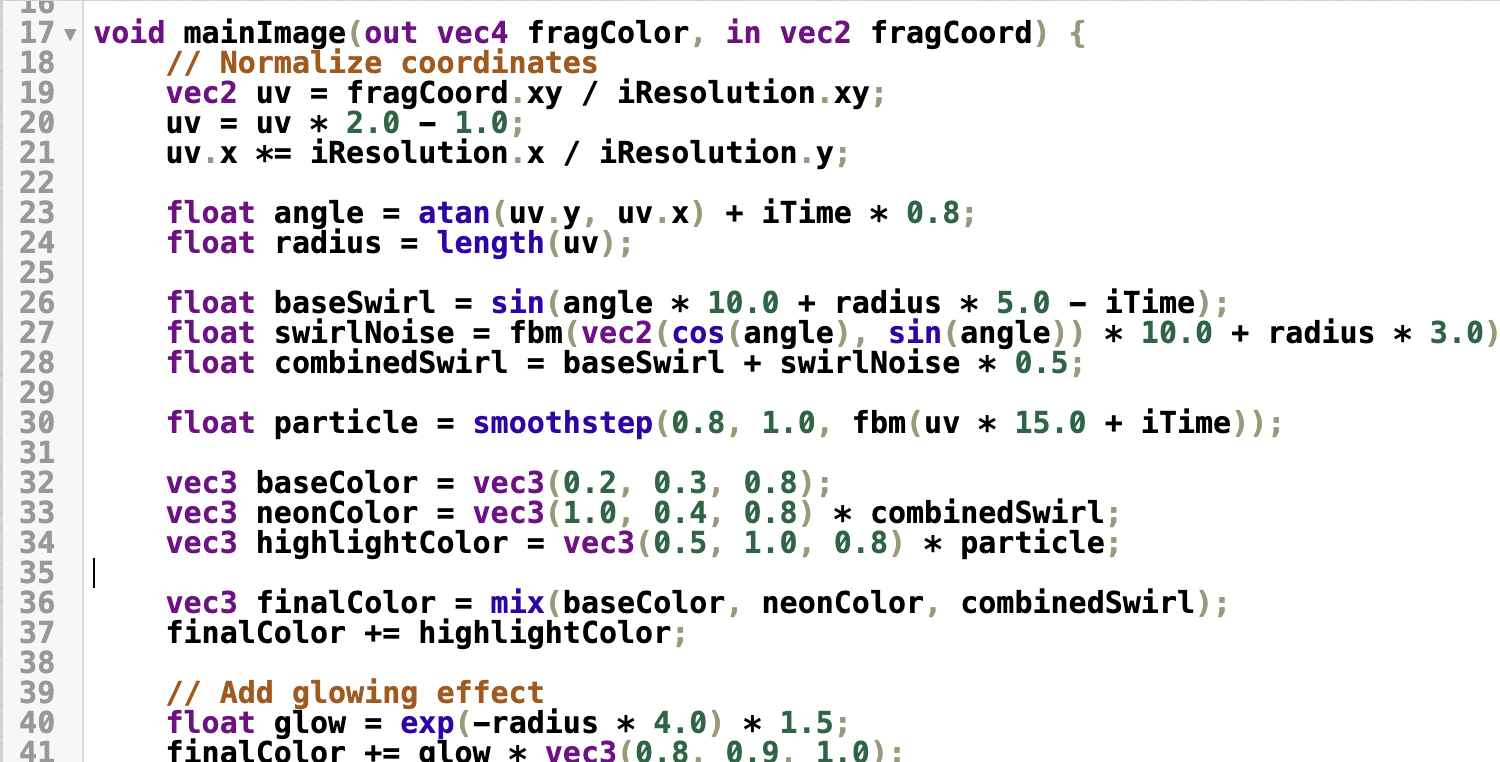 16
17 void mainImage(out vec4 fragColor, in vec2 fragCoord) {
18 // Normalize coordinates
19 vec2 uv = fragCoord.xy / iResolution.xy;
20 uv = uv * 2.0 - 1.0;
21 uv.x *= iResolution.x / iResolution.y;
22
23 float angle = atan(uv.y, uv.x) + iTime * 0.8;
24 float radius = length(uv);
25
26 float baseSwirl = sin(angle * 10.0 + radius * 5.0 - iTime);
27 float swirlNoise = fbm(vec2(cos(angle), sin(angle)) * 10.0 + radius * 3.0)
28 float combinedSwirl = baseSwirl + swirlNoise * 0.5;
29
30 float particle = smoothstep(0.8, 1.0, fbm(uv * 15.0 + iTime));
31
32 vec3 baseColor = vec3(0.2, 0.3, 0.8);
33 vec3 neonColor = vec3(1.0, 0.4, 0.8) * combinedSwirl;
34 vec3 highlightColor = vec3(0.5, 1.0, 0.8) * particle;
35
36 vec3 finalColor = mix(baseColor, neonColor, combinedSwirl);
37 finalColor += highlightColor;
38
39 // Add glowing effect
40 float glow = exp(-radius * 4.0) * 1.5;
41 finalColor += glow * vec3(0.8, 0.9, 1.0);